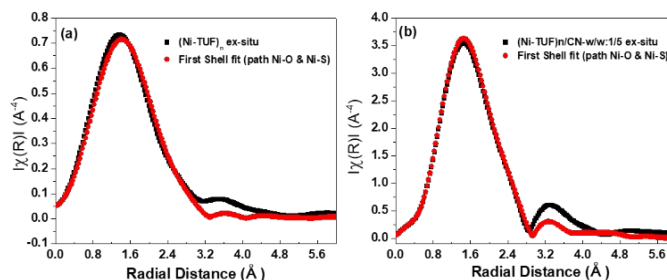 (a)
(Ni-TUF)n ex-situ
First Shell fit (path Ni-O & Ni-S)
|χ(R)| (A-4)
0.8
0.7
0.6
0.5
0.4
0.3
0.2
0.1
0.0
-0.1
0.0 0.8 1.6 2.4 3.2 4.0 4.8 5.6
Radial Distance (Å)
(b)
(Ni-TUF)n/CN-w/w:1/5 ex-situ
First Shell fit (path Ni-O & Ni-S)
|χ(R)| (A-4)
4.0
3.5
3.0
2.5
2.0
1.5
1.0
0.5
0.0
0.0 0.8 1.6 2.4 3.2 4.0 4.8 5.6
Radial Distance (Å)